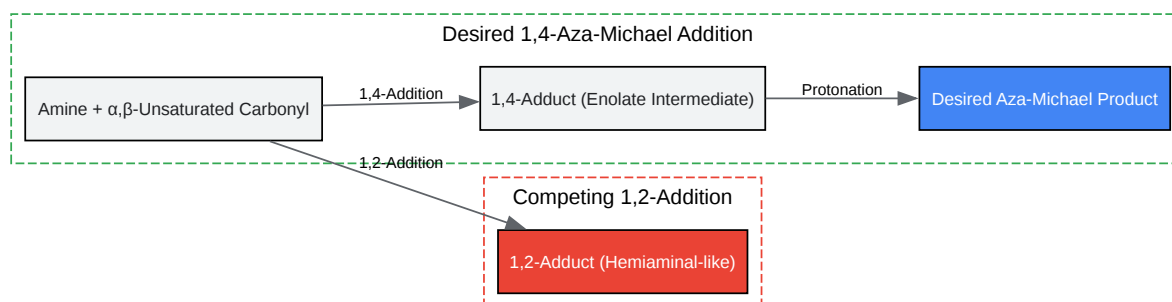 Desired 1,4-Aza-Michael Addition
Amine + α,β-Unsaturated Carbonyl
1,4-Addition
1,4-Adduct (Enolate Intermediate)
Protonation
Desired Aza-Michael Product
1,2-Addition
Competing 1,2-Addition
1,2-Adduct (Hemiaminal-like)